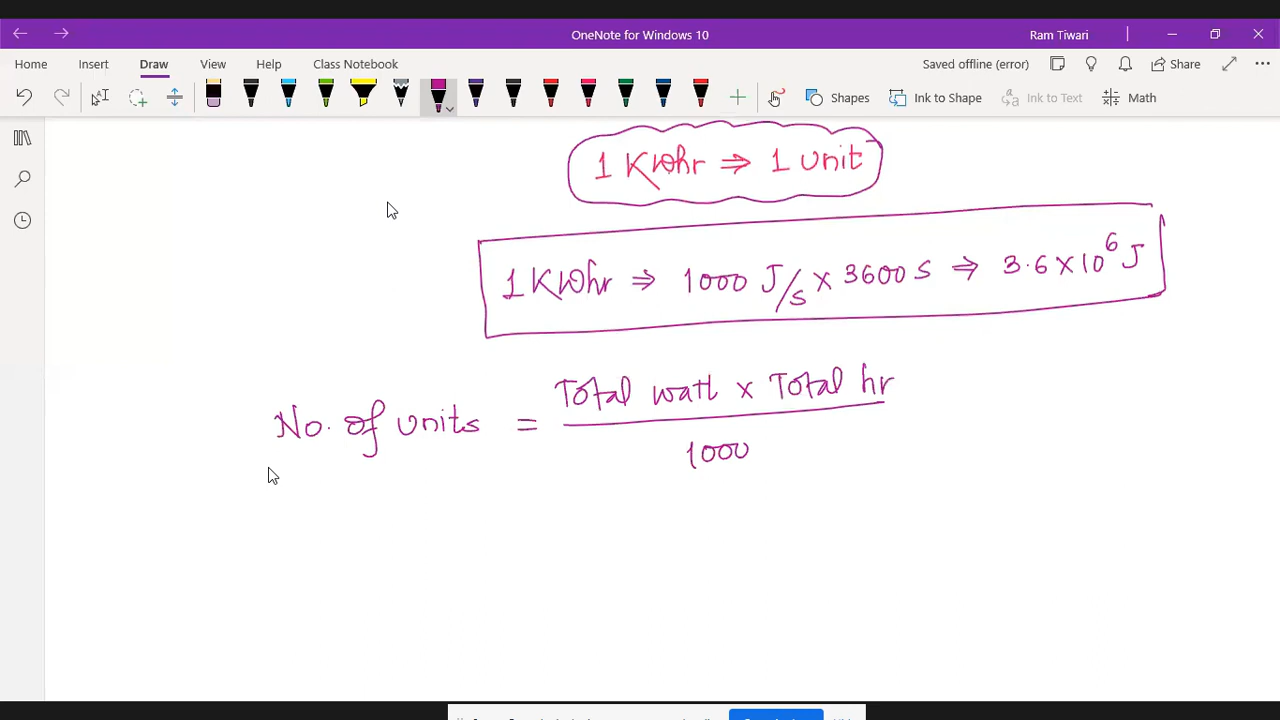 OneNote for Windows 10
Ram Tiwari
Home Insert Draw View Help Class Notebook
Saved offline (error) Share
Shapes Ink to Shape Ink to Text Math
1 KWhr ⇒ 1 unit
1 KWhr ⇒ 1000 J/s × 3600 s ⇒ 3.6 × 10⁶ J
No. of units = Total watt × Total hr
1000